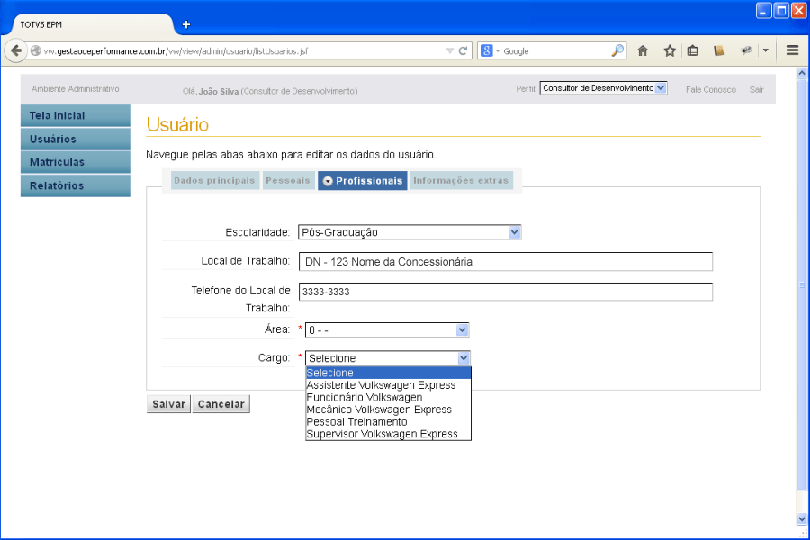 TOTVS EPM
vw.gestaodeperformance.com.br/vw/view/admin/usuario/listUsuarios.jsf
Google
Ambiente Administrativo
Olá, João Silva (Consultor de Desenvolvimento)
Perfil: Consultor de Desenvolvimento
Fale Conosco
Sair
Tela Inicial
Usuários
Matrículas
Relatórios
Usuário
Navegue pelas abas abaixo para editar os dados do usuário.
Dados principais Pessoais Profissionais Informações extras
Escolaridade: Pós-Graduação
Local de Trabalho: DN - 123 Nome da Concessionária
Telefone do Local de Trabalho: 3333-3333
Área: * 0 - -
Cargo: * Selecione
Selecione
Assistente Volkswagen Express
Funcionário Volkswagen
Mecânico Volkswagen Express
Pessoal Treinamento
Supervisor Volkswagen Express
Salvar Cancelar